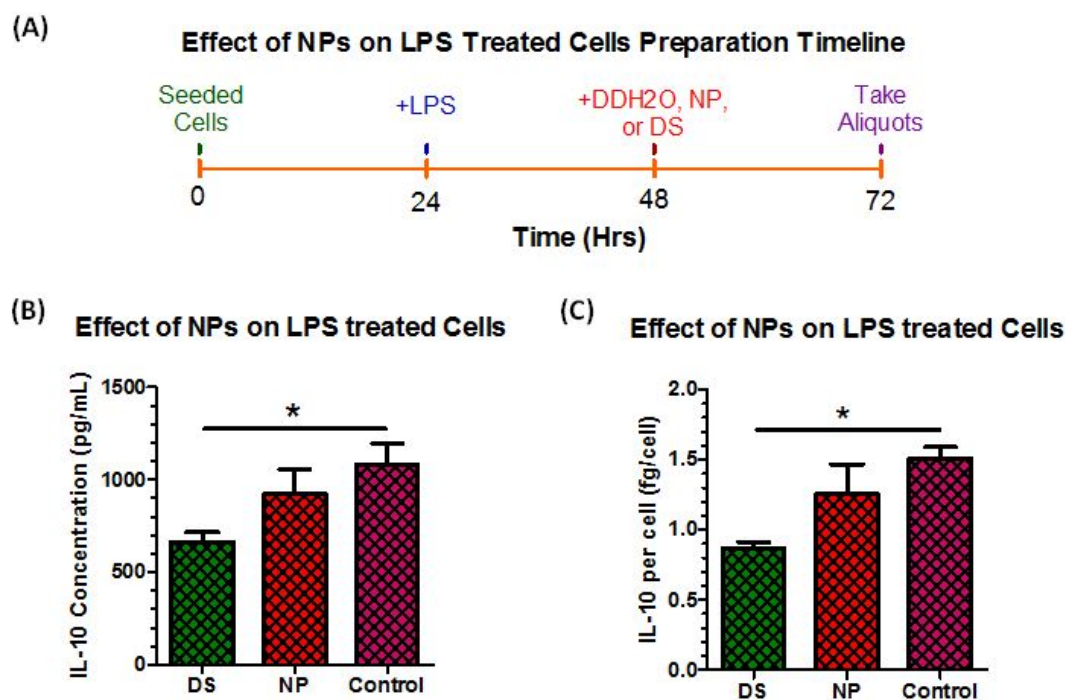 (A)
Effect of NPs on LPS Treated Cells Preparation Timeline
Seeded
Cells
+LPS
+DDH2O, NP,
or DS
Take
Aliquots
0
24
48
72
Time (Hrs)
(B)
Effect of NPs on LPS treated Cells
IL-10 Concentration (pg/mL)
1500
1000
500
0
*
DS
NP
Control
(C)
Effect of NPs on LPS treated Cells
IL-10 per cell (fg/cell)
2.0
1.5
1.0
0.5
0.0
*
DS
NP
Control